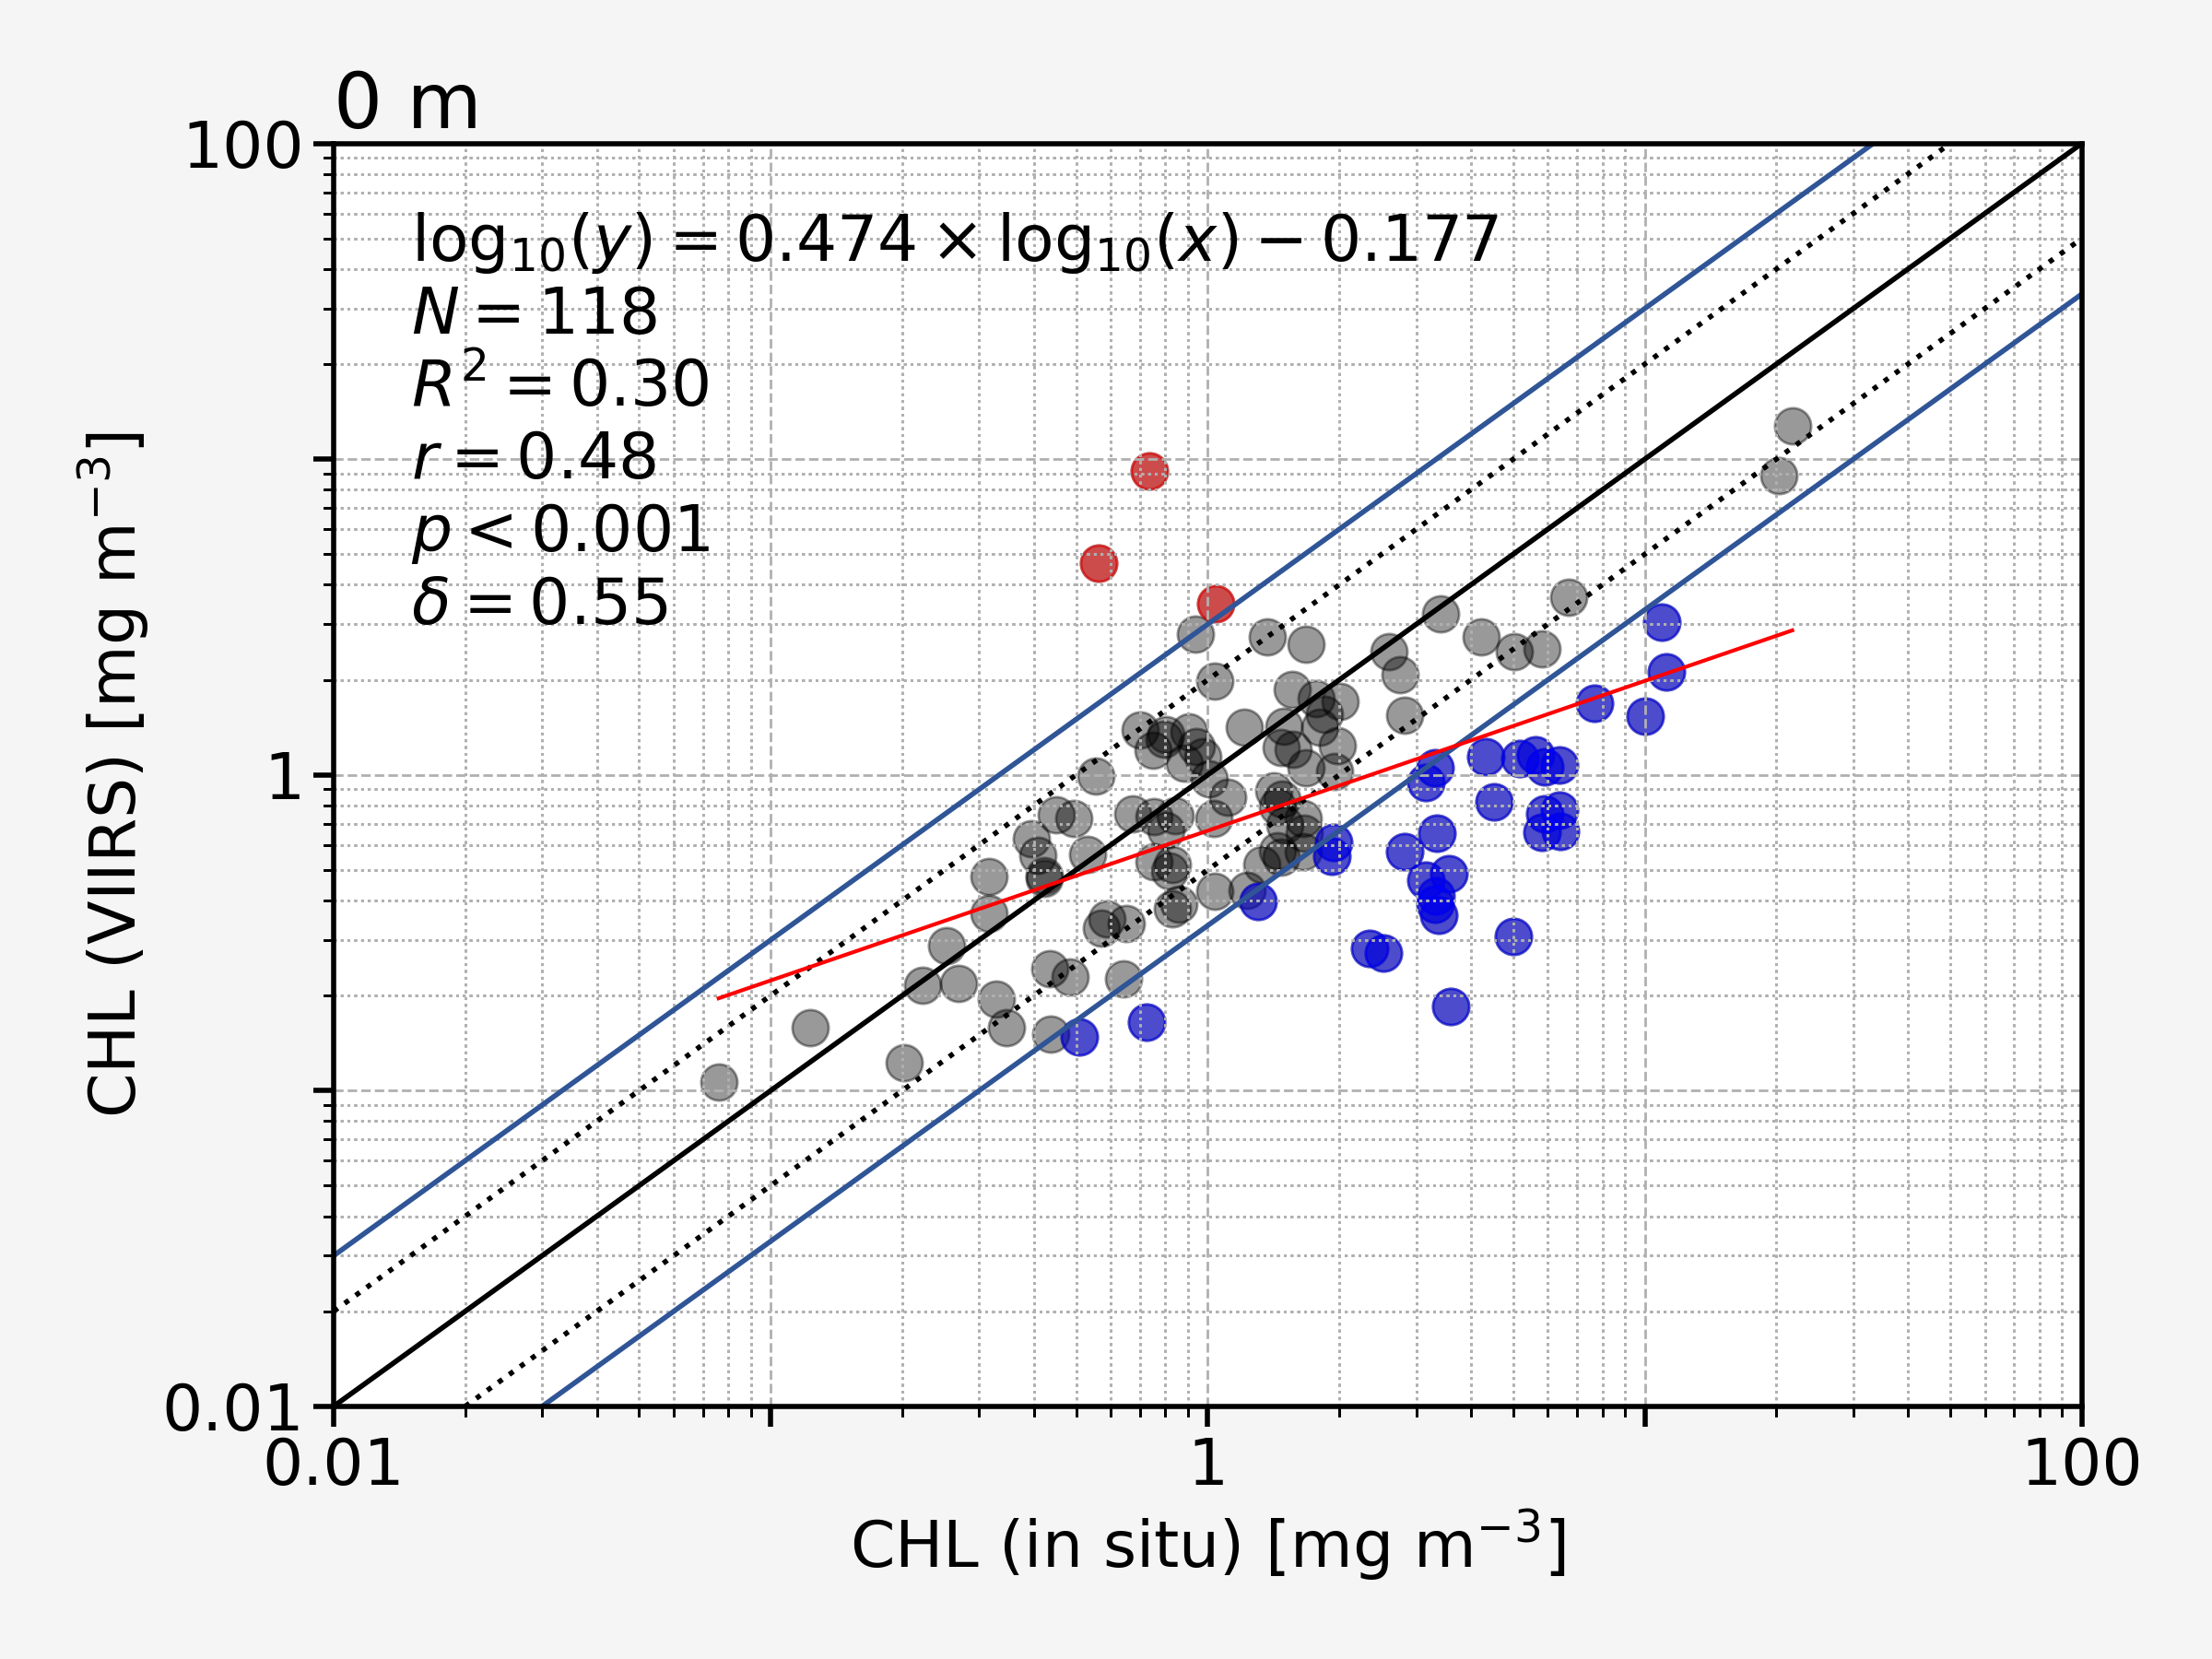 0 m
100
log₁₀(y) = 0.474 × log₁₀(x) − 0.177
N = 118
R² = 0.30
r = 0.48
p < 0.001
δ = 0.55
CHL (VIIRS) [mg m⁻³]
1
0.01
0.01 1 100
CHL (in situ) [mg m⁻³]